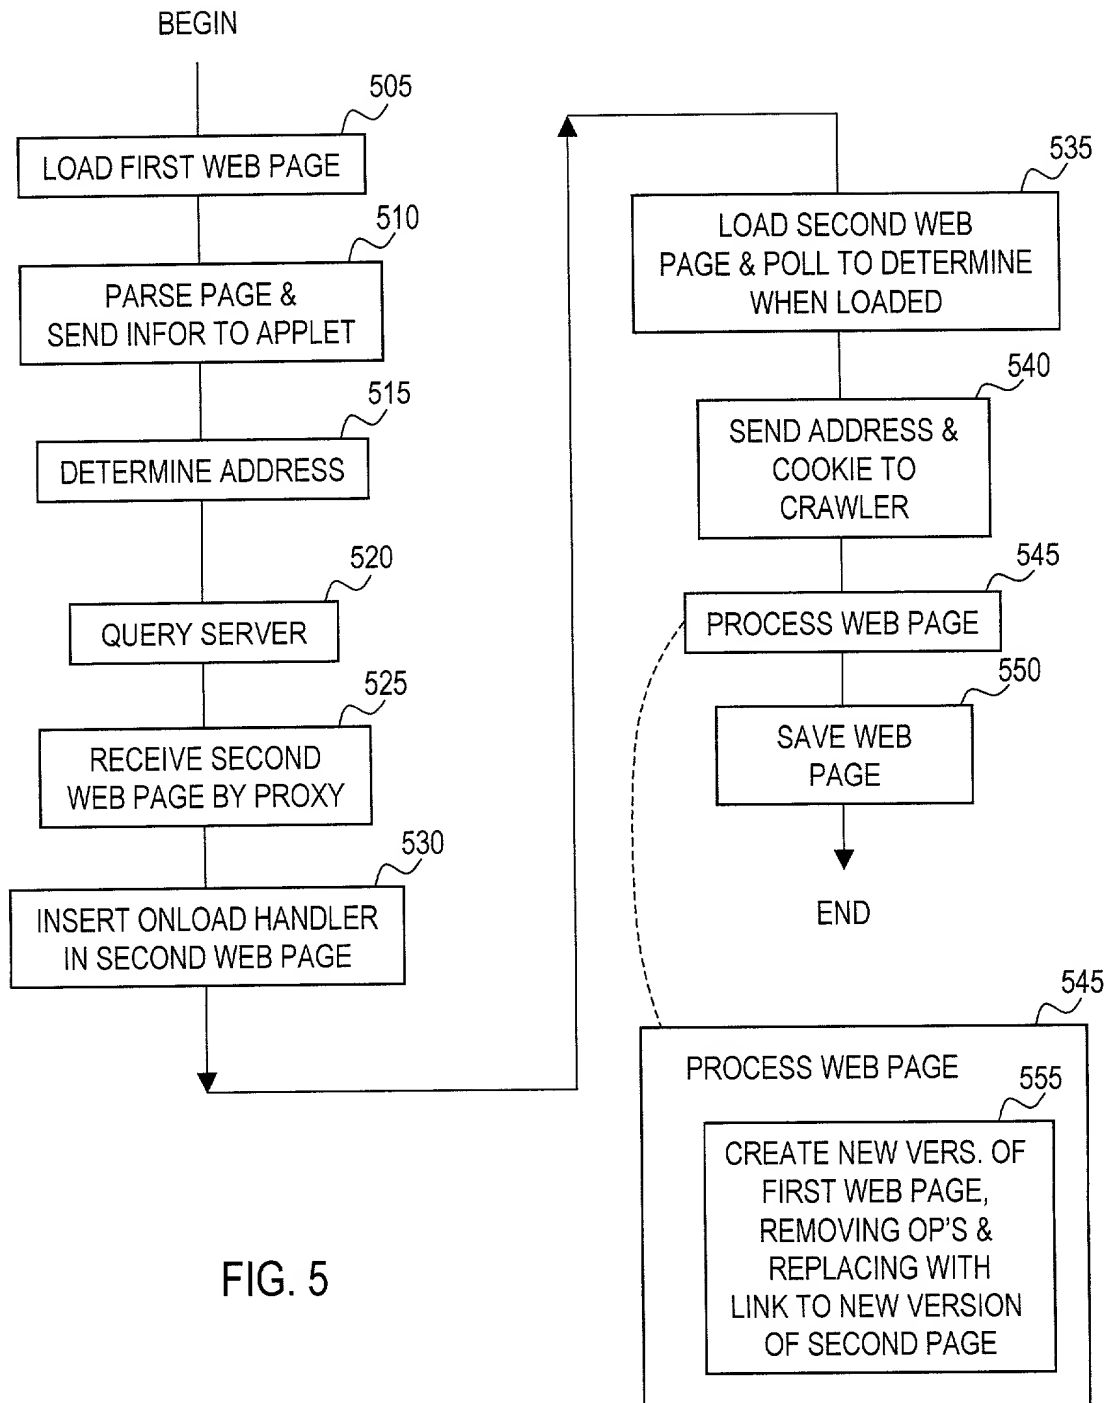 BEGIN
505
LOAD FIRST WEB PAGE
510
PARSE PAGE &
SEND INFOR TO APPLET
515
DETERMINE ADDRESS
520
QUERY SERVER
525
RECEIVE SECOND
WEB PAGE BY PROXY
530
INSERT ONLOAD HANDLER
IN SECOND WEB PAGE
535
LOAD SECOND WEB
PAGE & POLL TO DETERMINE
WHEN LOADED
540
SEND ADDRESS &
COOKIE TO
CRAWLER
545
PROCESS WEB PAGE
550
SAVE WEB
PAGE
END
545
PROCESS WEB PAGE
555
CREATE NEW VERS. OF
FIRST WEB PAGE,
REMOVING OP'S &
REPLACING WITH
LINK TO NEW VERSION
OF SECOND PAGE
FIG. 5